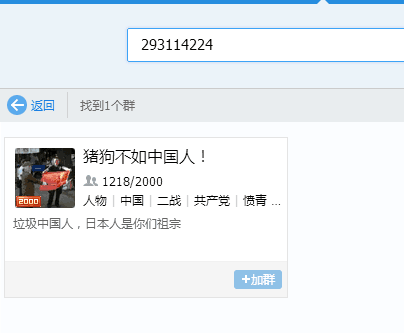 293114224
返回 找到1个群
猪狗不如中国人！
1218/2000
人物 | 中国 | 二战 | 共产党 | 愤青 ...
2000
垃圾中国人，日本人是你们祖宗
+加群